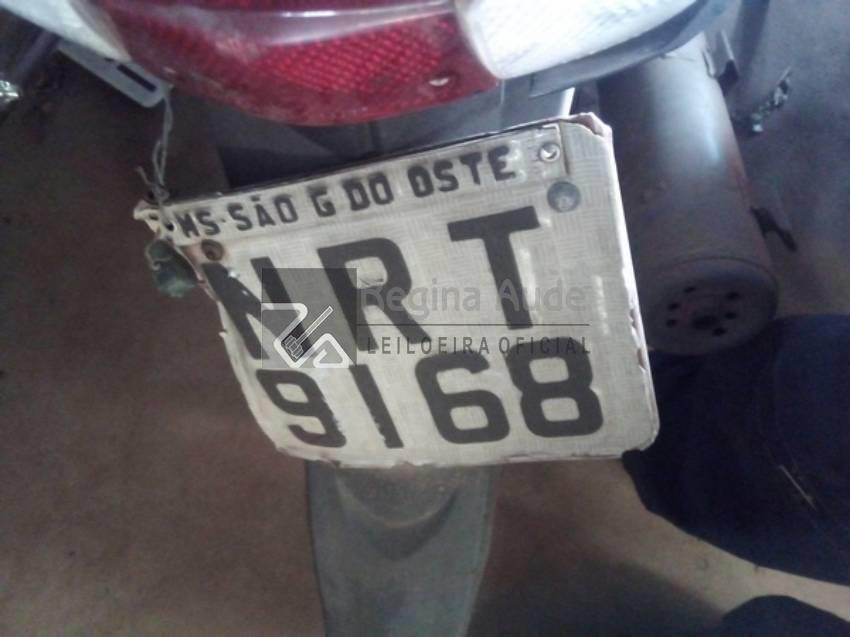 MS-SÃO G DO OSTE
NRT
Regina Aude
LEILOEIRA OFICIAL
9168